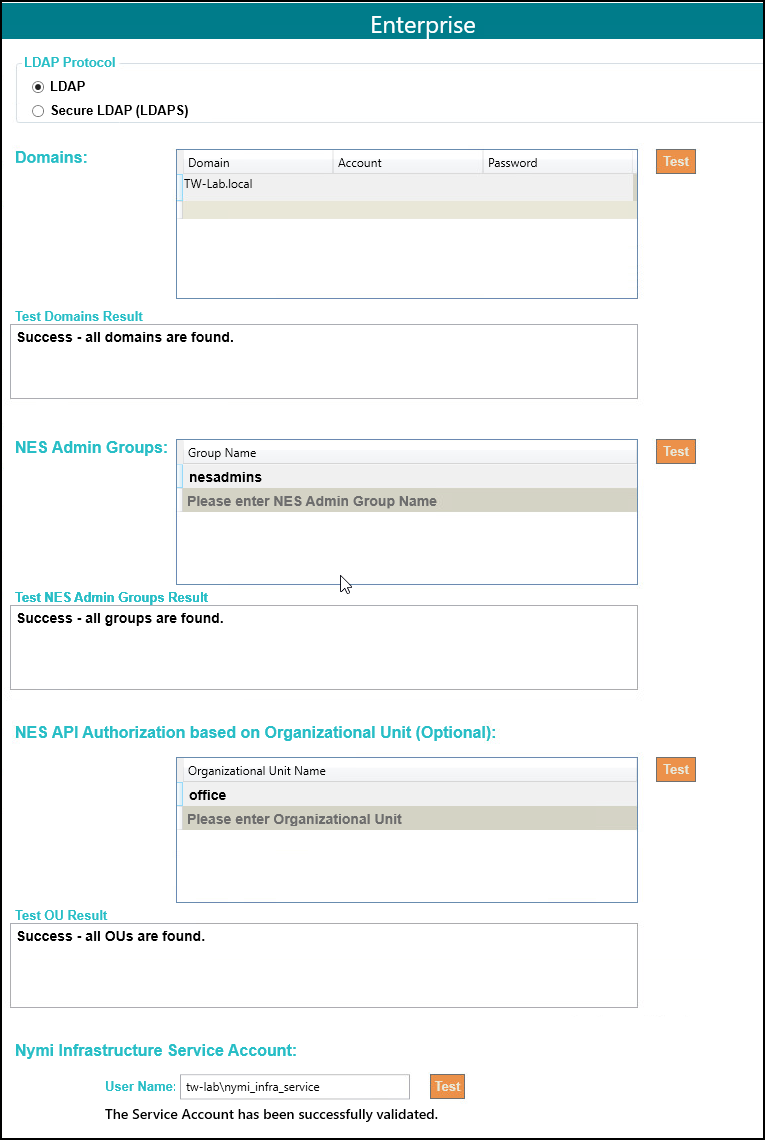 Enterprise
LDAP Protocol
LDAP
Secure LDAP (LDAPS)
Domains:
Domain Account Password
Test
TW-Lab.local
Test Domains Result
Success - all domains are found.
NES Admin Groups:
Group Name
Test
nesadmins
Please enter NES Admin Group Name
Test NES Admin Groups Result
Success - all groups are found.
NES API Authorization based on Organizational Unit (Optional):
Organizational Unit Name
Test
office
Please enter Organizational Unit
Test OU Result
Success - all OUs are found.
Nymi Infrastructure Service Account:
User Name: tw-lab\nymi_infra_service Test
The Service Account has been successfully validated.